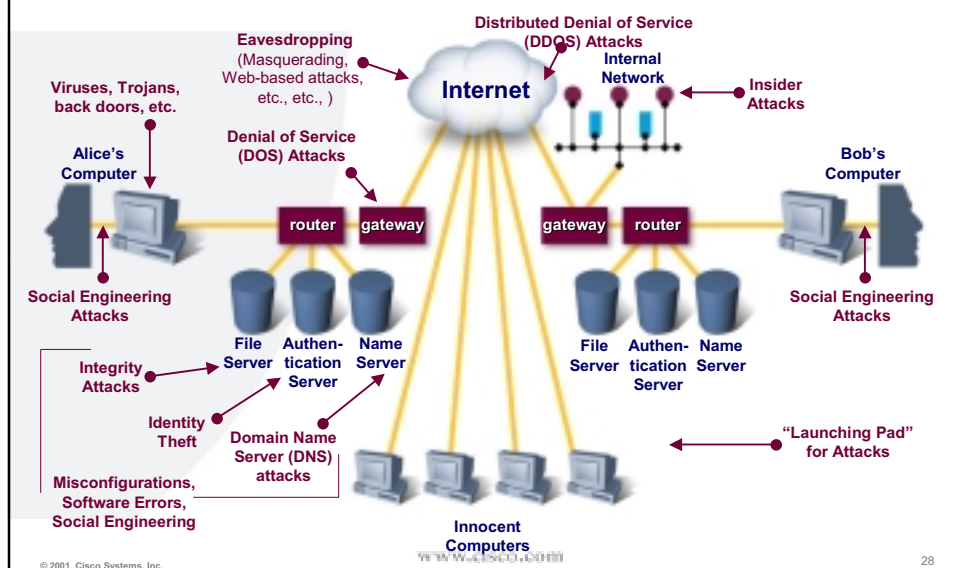 Distributed Denial of Service
(DDOS) Attacks
Eavesdropping
(Masquerading,
Web-based attacks,
etc., etc., )
Internet
Internal
Network
Insider
Attacks
Viruses, Trojans,
back doors, etc.
Denial of Service
(DOS) Attacks
Alice's
Computer
Bob's
Computer
router
gateway
gateway
router
Social Engineering
Attacks
Social Engineering
Attacks
File
Server
Authen-
tication
Server
Name
Server
File
Server
Authen-
tication
Server
Name
Server
Integrity
Attacks
Identity
Theft
Domain Name
Server (DNS)
attacks
“Launching Pad”
for Attacks
Misconfigurations,
Software Errors,
Social Engineering
Innocent
Computers
www.cisco.com
© 2001, Cisco Systems, Inc.
28